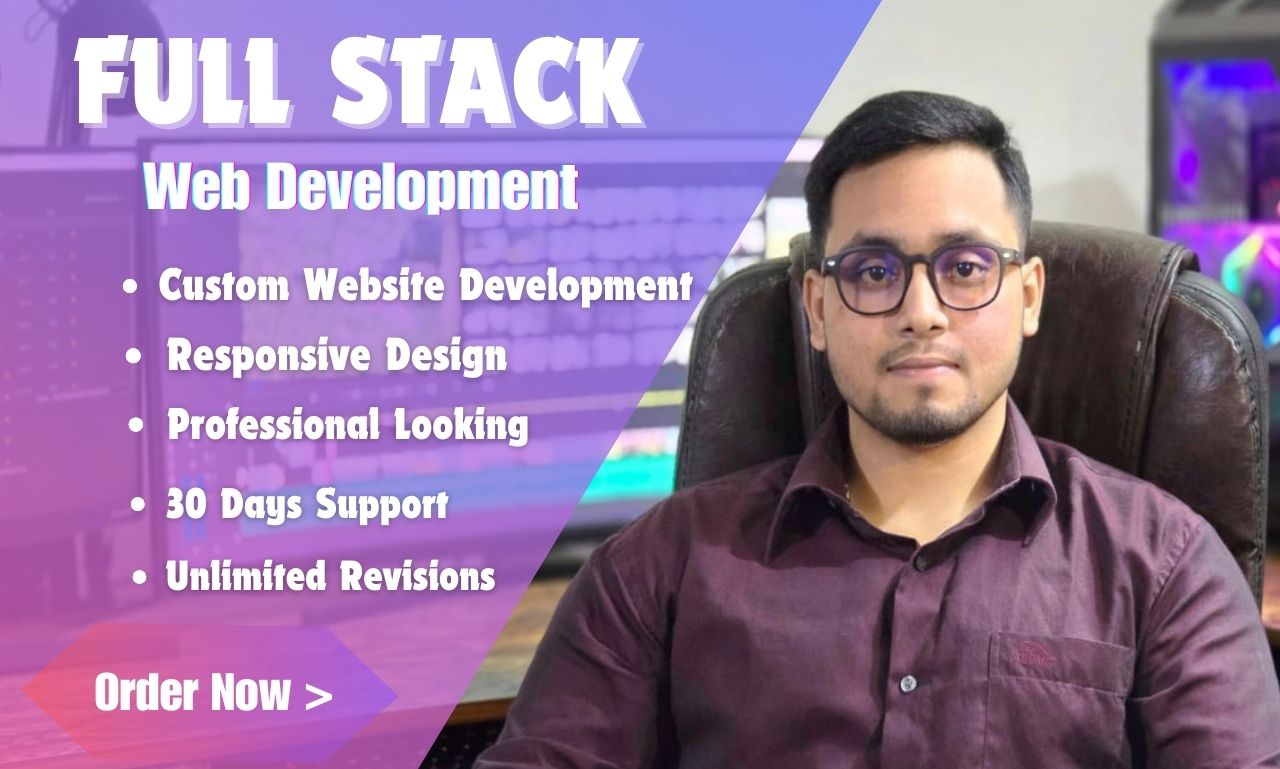 FULL STACK
Web Development
• Custom Website Development
• Responsive Design
• Professional Looking
• 30 Days Support
• Unlimited Revisions
Order Now >